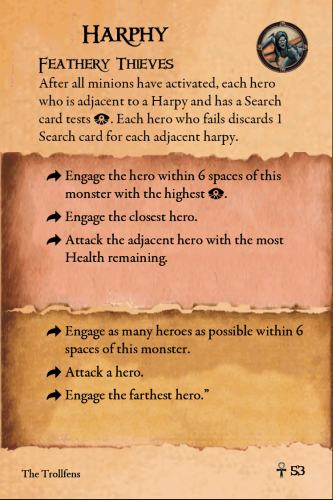 Harphy
Feathery Thieves
After all minions have activated, each hero
who is adjacent to a Harpy and has a Search
card tests . Each hero who fails discards 1
Search card for each adjacent harpy.
Engage the hero within 6 spaces of this
monster with the highest .
Engage the closest hero.
Attack the adjacent hero with the most
Health remaining.
Engage as many heroes as possible within 6
spaces of this monster.
Attack a hero.
Engage the farthest hero.”
The Trollfens
53